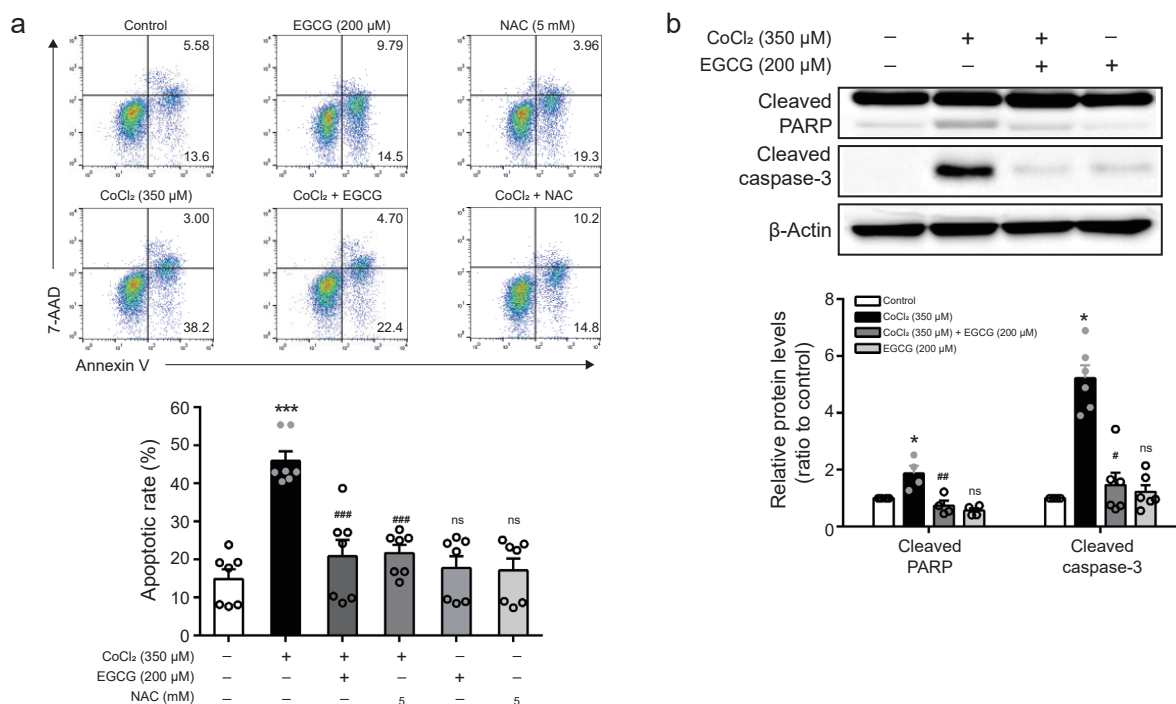 a
Control
EGCG (200 µM)
NAC (5 mM)
5.58
9.79
3.96
13.6
14.5
19.3
CoCl₂ (350 µM)
CoCl₂ + EGCG
CoCl₂ + NAC
3.00
4.70
10.2
38.2
22.4
14.8
7-AAD
Annexin V
Apoptotic rate (%)
60
50
40
30
20
10
0
***
###
###
ns
ns
CoCl₂ (350 µM) – + + + – –
EGCG (200 µM) – – + – + –
NAC (mM) – – – 5 – 5
b
CoCl₂ (350 µM) – + + –
EGCG (200 µM) – – + +
Cleaved
PARP
Cleaved
caspase-3
β-Actin
Relative protein levels
(ratio to control)
8
6
4
2
0
Control
CoCl₂ (350 µM)
CoCl₂ (350 µM) + EGCG (200 µM)
EGCG (200 µM)
*
##
ns
*
#
ns
Cleaved
PARP
Cleaved
caspase-3